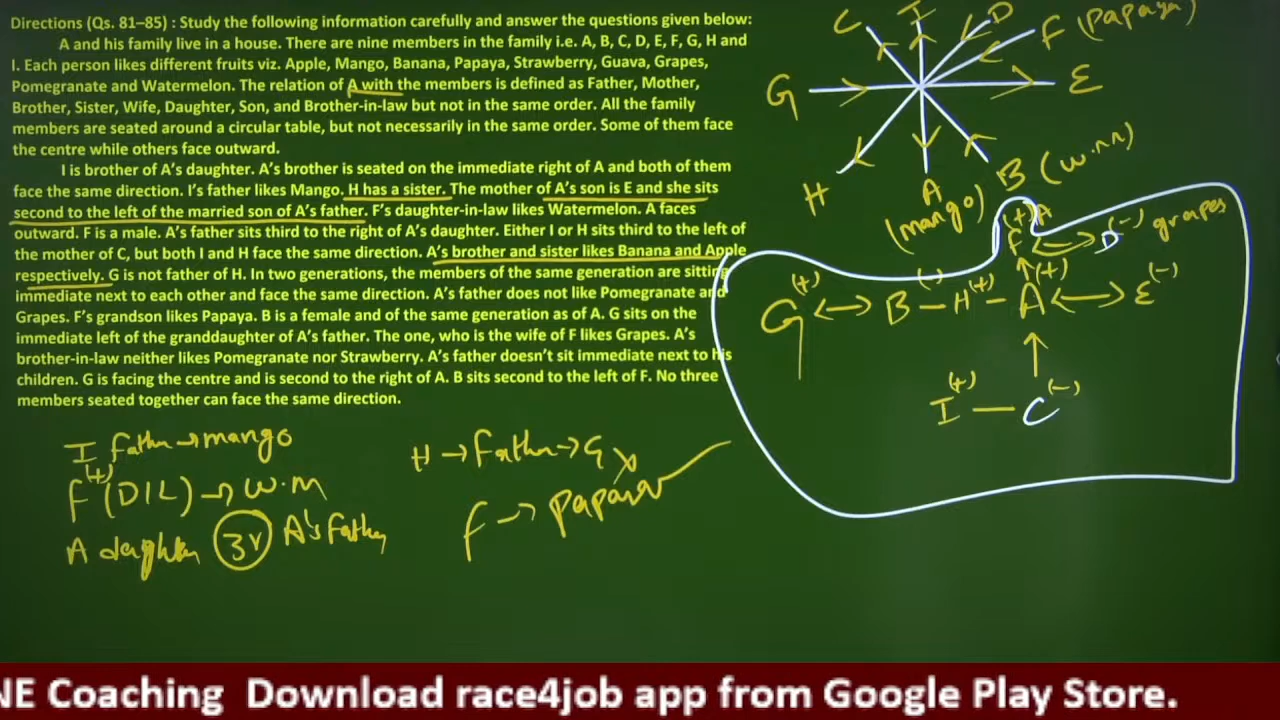 Directions (Qs. 81–85) : Study the following information carefully and answer the questions given below:
A and his family live in a house. There are nine members in the family i.e. A, B, C, D, E, F, G, H and
I. Each person likes different fruits viz. Apple, Mango, Banana, Papaya, Strawberry, Guava, Grapes,
Pomegranate and Watermelon. The relation of A with the members is defined as Father, Mother,
Brother, Sister, Wife, Daughter, Son, and Brother-in-law but not in the same order. All the family
members are seated around a circular table, but not necessarily in the same order. Some of them face
the centre while others face outward.
I is brother of A's daughter. A's brother is seated on the immediate right of A and both of them
face the same direction. I's father likes Mango. H has a sister. The mother of A's son is E and she sits
second to the left of the married son of A's father. F's daughter-in-law likes Watermelon. A faces
outward. F is a male. A's father sits third to the right of A's daughter. Either I or H sits third to the left of
the mother of C, but both I and H face the same direction. A's brother and sister likes Banana and Apple
respectively. G is not father of H. In two generations, the members of the same generation are sitting
immediate next to each other and face the same direction. A's father does not like Pomegranate and
Grapes. F's grandson likes Papaya. B is a female and of the same generation as of A. G sits on the
immediate left of the granddaughter of A's father. The one, who is the wife of F likes Grapes. A's
brother-in-law neither likes Pomegranate nor Strawberry. A's father doesn't sit immediate next to his
children. G is facing the centre and is second to the right of A. B sits second to the left of F. No three
members seated together can face the same direction.
C I D F (Papaya)
G E
H A B (w.mn)
(mango)
(+) A
F ↔ D (-) grapes
(+) (-) (+) (+) (-)
G ↔ B – H – A ↔ E
(+) (-)
I — C
I father → mango
(+)
F (DIL) → w.m
A daughter 3r A's Father
H → Father → G x
F → papaya
NE Coaching Download race4job app from Google Play Store.